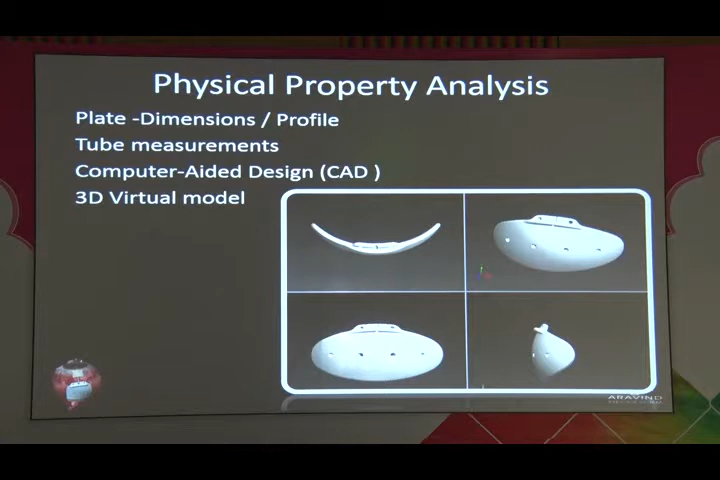 Physical Property Analysis
Plate -Dimensions / Profile
Tube measurements
Computer-Aided Design (CAD )
3D Virtual model
ARAVIND